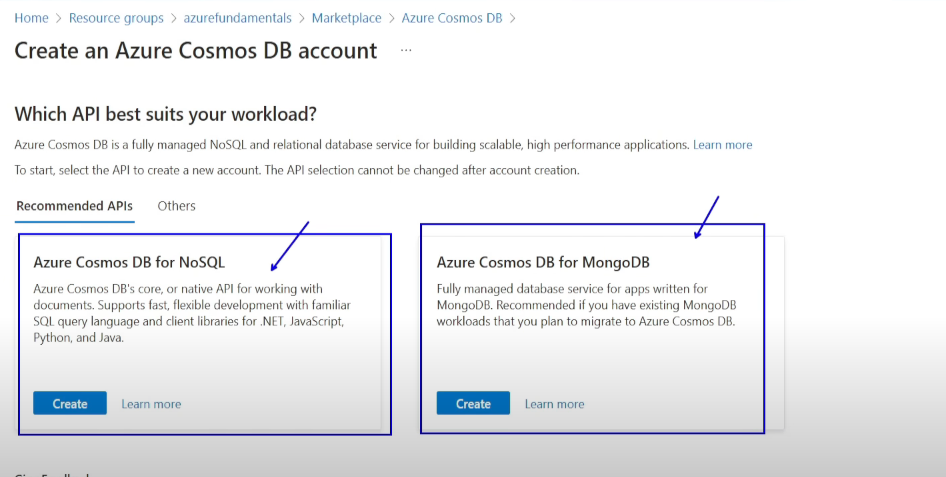 Home > Resource groups > azurefundamentals > Marketplace > Azure Cosmos DB >
Create an Azure Cosmos DB account ...
Which API best suits your workload?
Azure Cosmos DB is a fully managed NoSQL and relational database service for building scalable, high performance applications. Learn more
To start, select the API to create a new account. The API selection cannot be changed after account creation.
Recommended APIs Others
Azure Cosmos DB for NoSQL
Azure Cosmos DB's core, or native API for working with
documents. Supports fast, flexible development with familiar
SQL query language and client libraries for .NET, JavaScript,
Python, and Java.
Create Learn more
Azure Cosmos DB for MongoDB
Fully managed database service for apps written for
MongoDB. Recommended if you have existing MongoDB
workloads that you plan to migrate to Azure Cosmos DB.
Create Learn more